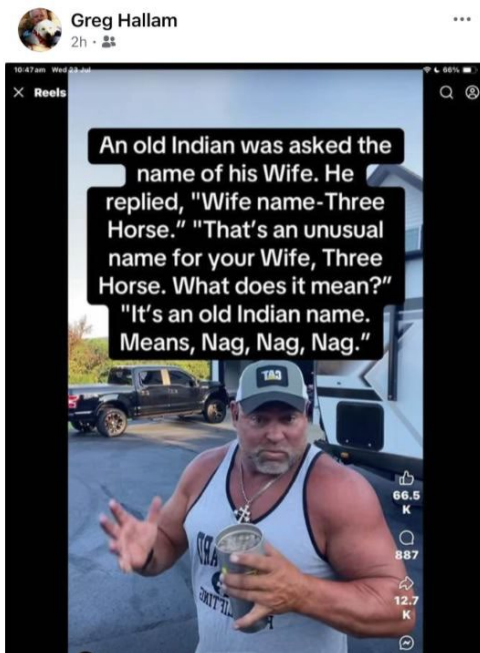 Greg Hallam
2h
10:47am Wed 23 Jul
66%
Reels
An old Indian was asked the
name of his Wife. He
replied, "Wife name-Three
Horse." "That's an unusual
name for your Wife, Three
Horse. What does it mean?"
"It's an old Indian name.
Means, Nag, Nag, Nag."
66.5
K
887
12.7
K